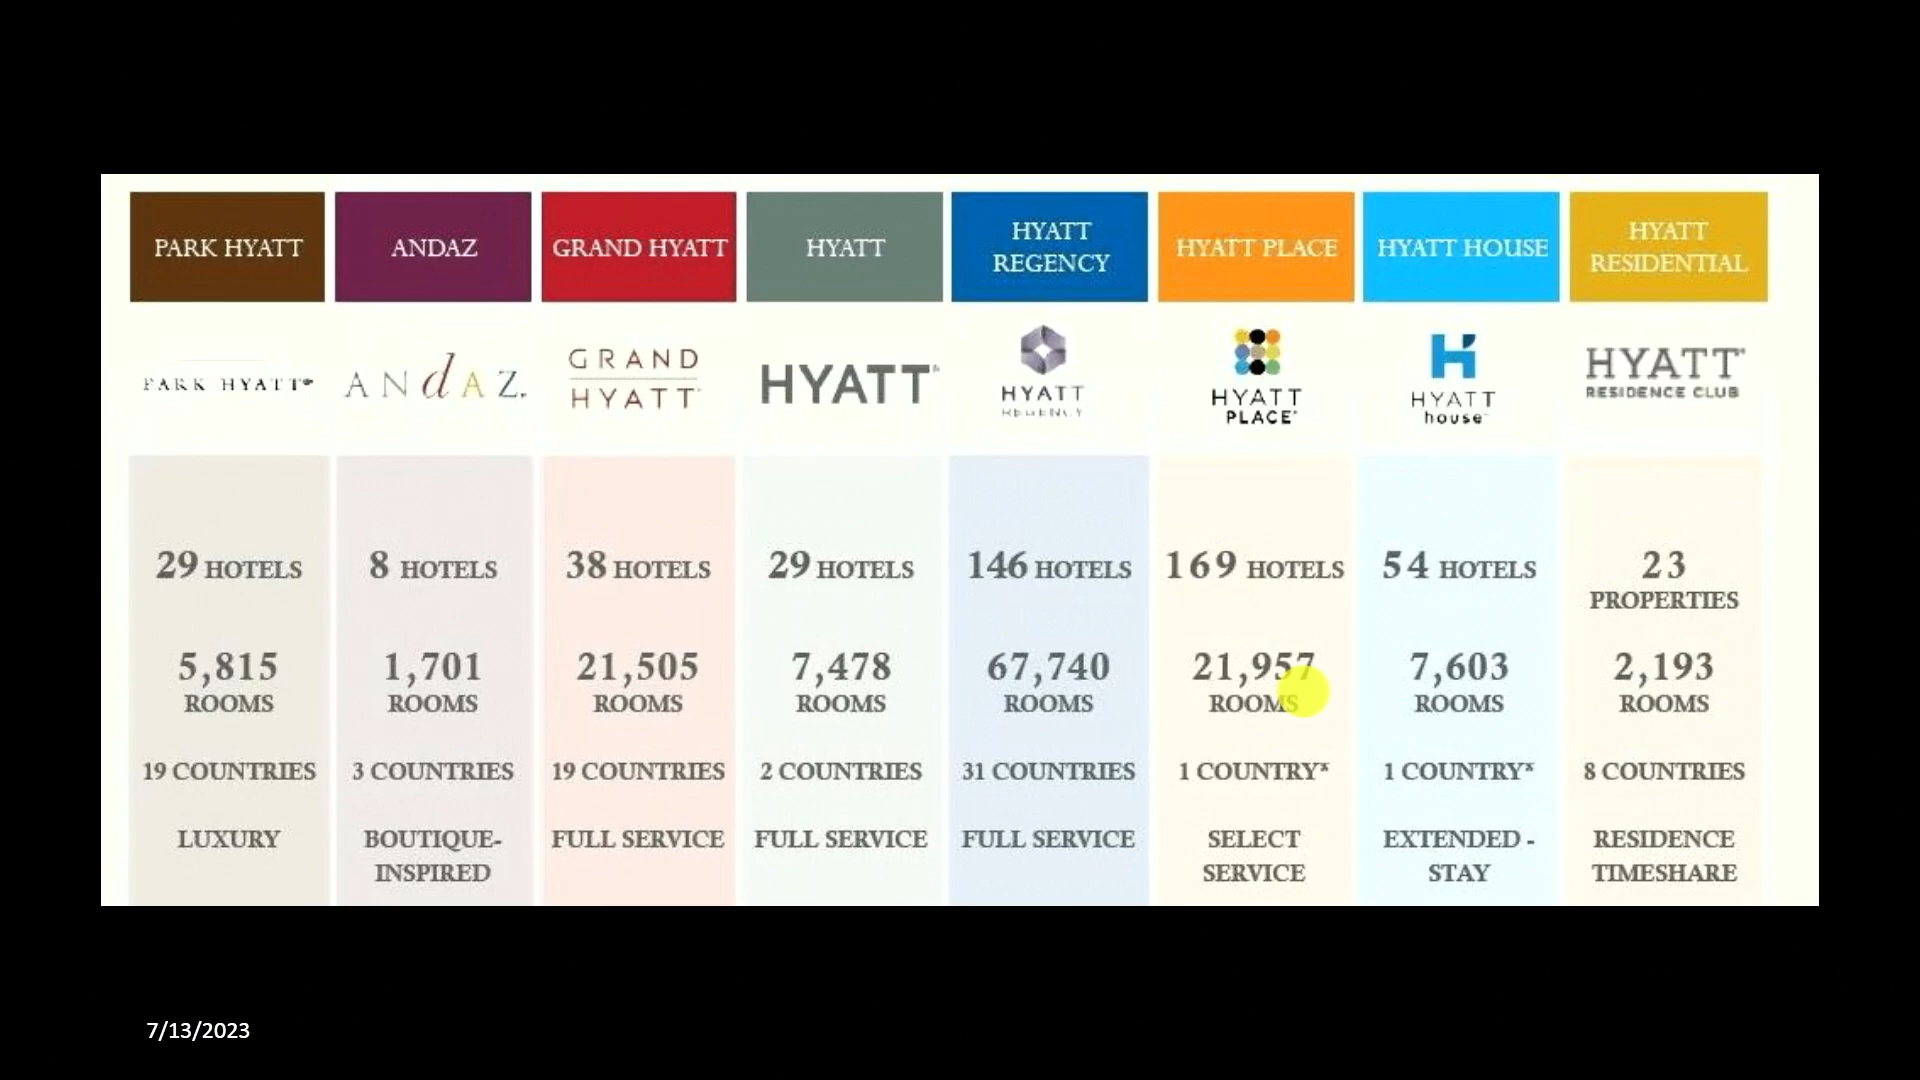 PARK HYATT
ANDAZ
GRAND HYATT
HYATT
HYATT
REGENCY
HYATT PLACE
HYATT HOUSE
HYATT
RESIDENTIAL
PARK HYATT®
ANdAZ.
GRAND
HYATT
HYATT®
HYATT
REGENCY
HYATT
PLACE
HYATT
house
HYATT
RESIDENCE CLUB
29 HOTELS
8 HOTELS
38 HOTELS
29 HOTELS
146 HOTELS
169 HOTELS
54 HOTELS
23
PROPERTIES
5,815
ROOMS
1,701
ROOMS
21,505
ROOMS
7,478
ROOMS
67,740
ROOMS
21,957
ROOMS
7,603
ROOMS
2,193
ROOMS
19 COUNTRIES
3 COUNTRIES
19 COUNTRIES
2 COUNTRIES
31 COUNTRIES
1 COUNTRY*
1 COUNTRY*
8 COUNTRIES
LUXURY
BOUTIQUE-
INSPIRED
FULL SERVICE
FULL SERVICE
FULL SERVICE
SELECT
SERVICE
EXTENDED -
STAY
RESIDENCE
TIMESHARE
7/13/2023